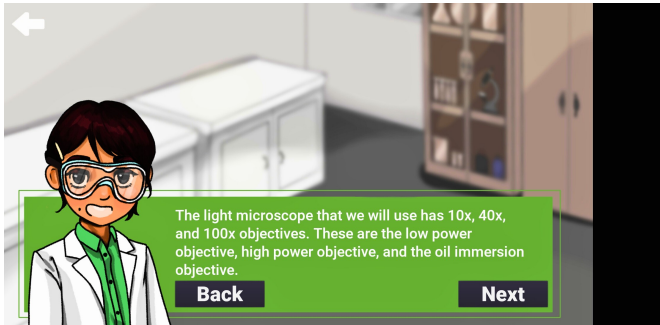 The light microscope that we will use has 10x, 40x,
and 100x objectives. These are the low power
objective, high power objective, and the oil immersion
objective.
Back
Next